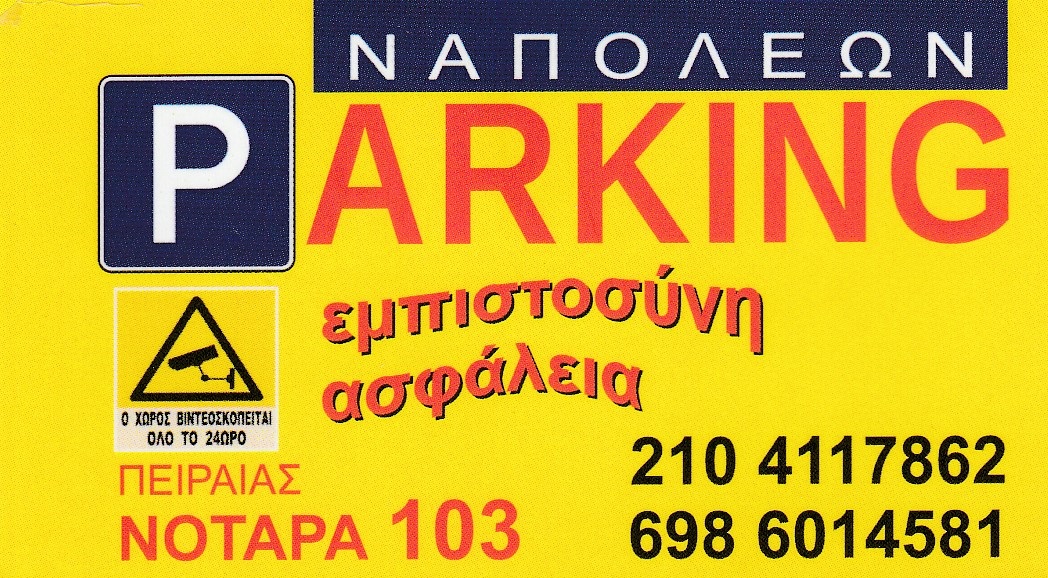 ΝΑΠΟΛΕΩΝ
PARKING
εμπιστοσύνη
ασφάλεια
Ο ΧΩΡΟΣ ΒΙΝΤΕΟΣΚΟΠΕΙΤΑΙ
ΟΛΟ ΤΟ 24ΩΡΟ
ΠΕΙΡΑΙΑΣ
ΝΟΤΑΡΑ 103
210 4117862
698 6014581